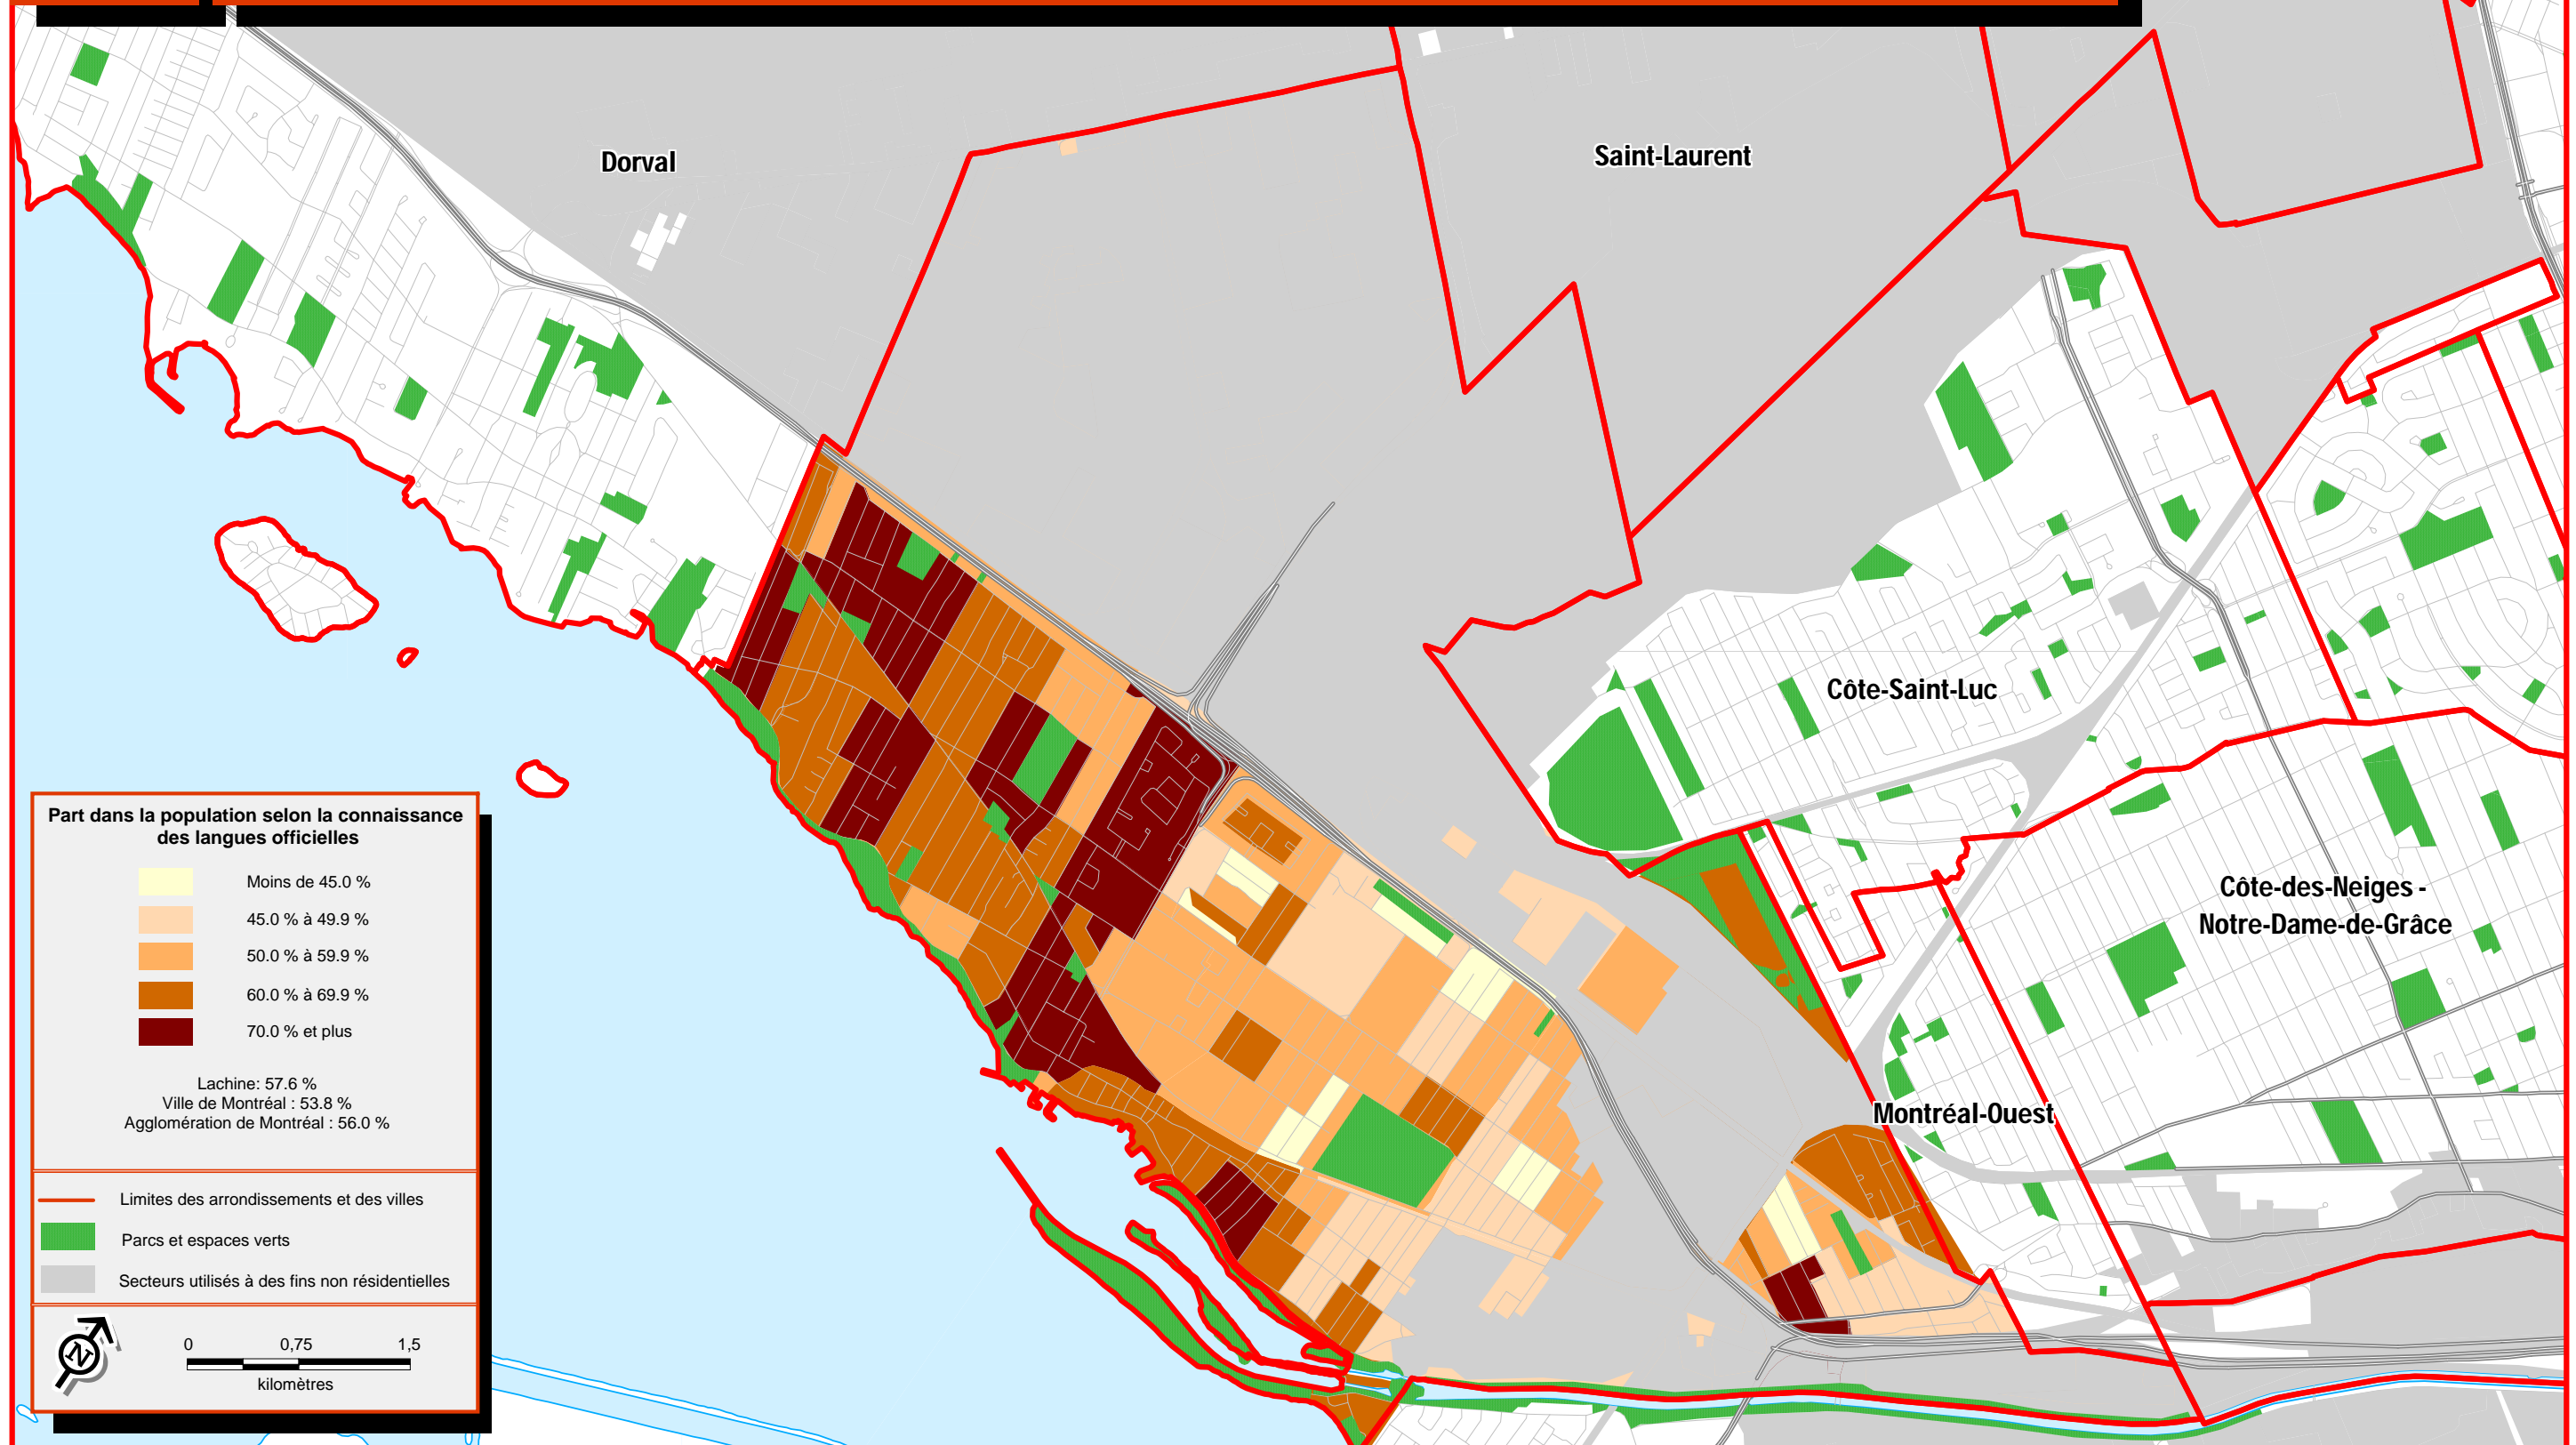 Dorval
Saint-Laurent
Côte-Saint-Luc
Côte-des-Neiges -
Notre-Dame-de-Grâce
Montréal-Ouest
Part dans la population selon la connaissance
des langues officielles
Moins de 45.0 %
45.0 % à 49.9 %
50.0 % à 59.9 %
60.0 % à 69.9 %
70.0 % et plus
Lachine: 57.6 %
Ville de Montréal : 53.8 %
Agglomération de Montréal : 56.0 %
Limites des arrondissements et des villes
Parcs et espaces verts
Secteurs utilisés à des fins non résidentielles
N
0 0,75 1,5
kilomètres